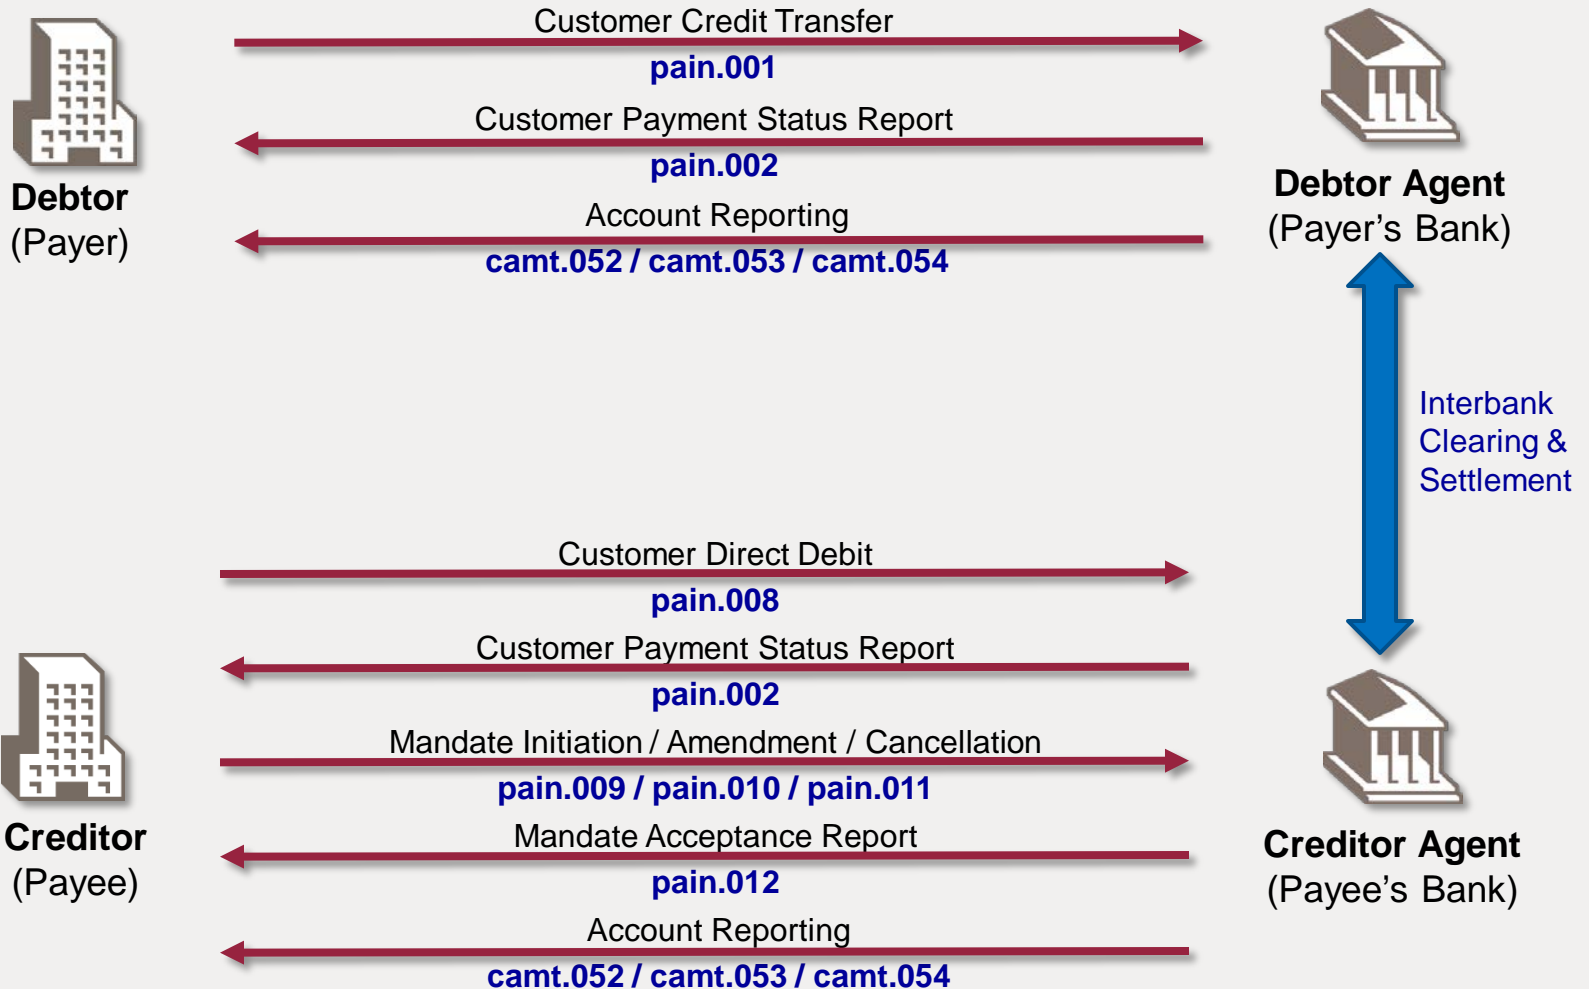 Customer Credit Transfer
pain.001
Customer Payment Status Report
pain.002
Debtor
(Payer)
Account Reporting
camt.052 / camt.053 / camt.054
Debtor Agent
(Payer’s Bank)
Interbank
Clearing &
Settlement
Customer Direct Debit
pain.008
Customer Payment Status Report
pain.002
Mandate Initiation / Amendment / Cancellation
pain.009 / pain.010 / pain.011
Creditor
(Payee)
Mandate Acceptance Report
pain.012
Creditor Agent
(Payee’s Bank)
Account Reporting
camt.052 / camt.053 / camt.054